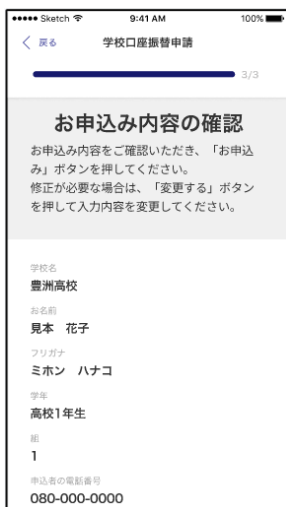 Sketch 9:41 AM 100%
戻る 学校口座振替申請
3/3
お申込み内容の確認
お申込み内容をご確認いただき、「お申込
み」ボタンを押してください。
修正が必要な場合は、「変更する」ボタン
を押して入力内容を変更してください。
学校名
豊洲高校
お名前
見本 花子
フリガナ
ミホン ハナコ
学年
高校1年生
組
1
申込者の電話番号
080-000-0000